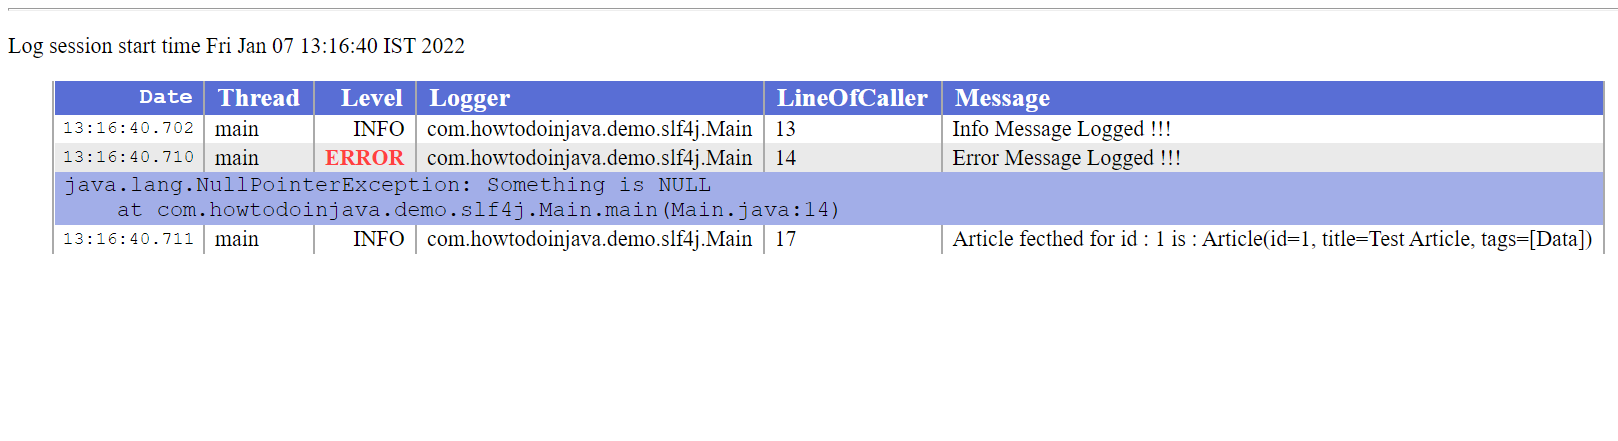 Log session start time Fri Jan 07 13:16:40 IST 2022
Date Thread Level Logger LineOfCaller Message
13:16:40.702 main INFO com.howtodoinjava.demo.slf4j.Main 13 Info Message Logged !!!
13:16:40.710 main ERROR com.howtodoinjava.demo.slf4j.Main 14 Error Message Logged !!!
java.lang.NullPointerException: Something is NULL
at com.howtodoinjava.demo.slf4j.Main.main(Main.java:14)
13:16:40.711 main INFO com.howtodoinjava.demo.slf4j.Main 17 Article fecthed for id : 1 is : Article(id=1, title=Test Article, tags=[Data])